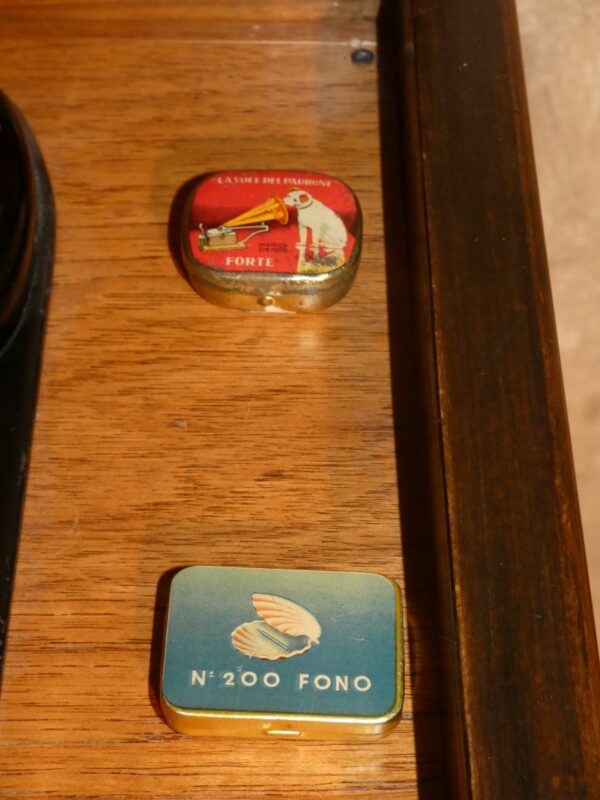 LA VOCE DEL PADRONE
FORTE
Nº 200 FONO